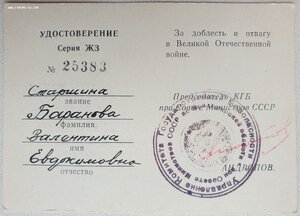 УДОСТОВЕРЕНИЕ
Серия ЖЗ
№ 25383
Старшина
звание
Баранова
фамилия
Валентина
имя
Евдокимовна
отчество
За доблесть и отвагу
в Великой Отечественной
войне.
Председатель КГБ
при Совете Министров СССР
АНДРОПОВ.